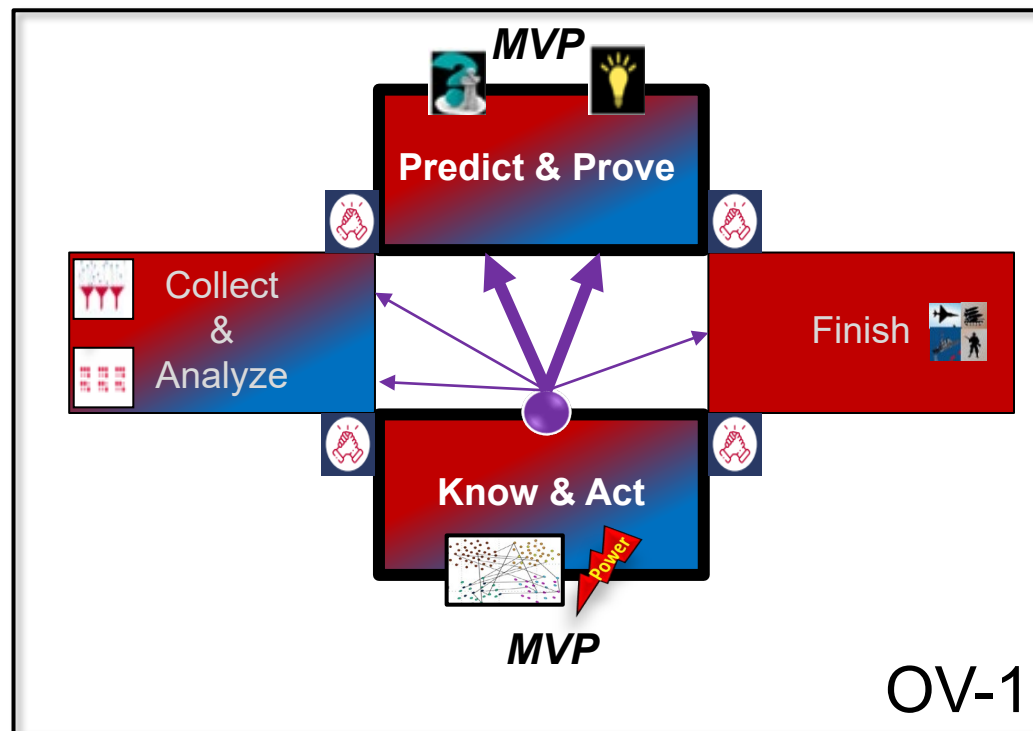 MVP
Predict & Prove
Collect
&
Analyze
Finish
Know & Act
Power
MVP
OV-1